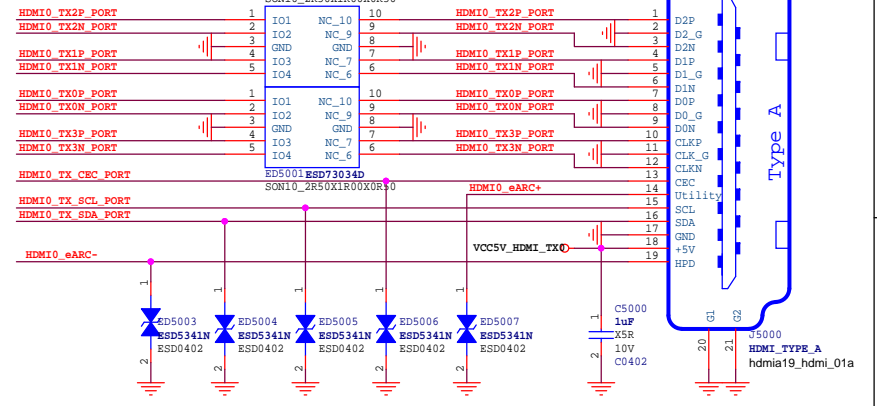 SON10_2R50X1R00X0R50
HDMI0_TX2P_PORT 1 IO1 NC_10 10 HDMI0_TX2P_PORT 1 D2P
HDMI0_TX2N_PORT 2 IO2 NC_9 9 HDMI0_TX2N_PORT 2 D2_G
3 GND GND 8 3 D2N
HDMI0_TX1P_PORT 4 IO3 NC_7 7 HDMI0_TX1P_PORT 4 D1P
HDMI0_TX1N_PORT 5 IO4 NC_6 6 HDMI0_TX1N_PORT 5 D1_G
6 D1N
HDMI0_TX0P_PORT 1 IO1 NC_10 10 HDMI0_TX0P_PORT 7 D0P
HDMI0_TX0N_PORT 2 IO2 NC_9 9 HDMI0_TX0N_PORT 8 D0_G
3 GND GND 8 9 D0N
HDMI0_TX3P_PORT 4 IO3 NC_7 7 HDMI0_TX3P_PORT 10 CLKP
HDMI0_TX3N_PORT 5 IO4 NC_6 6 HDMI0_TX3N_PORT 11 CLK_G
12 CLKN
Type A
ED5001 ESD73034D
HDMI0_TX_CEC_PORT 13 CEC
SON10_2R50X1R00X0R50
HDMI0_eARC+ 14 Utility
HDMI0_TX_SCL_PORT 15 SCL
HDMI0_TX_SDA_PORT 16 SDA
17 GND
VCC5V_HDMI_TX0 18 +5V
HDMI0_eARC- 19 HPD
1 1 1 1 1
ED5003 ED5004 ED5005 ED5006 ED5007
ESD5341N ESD5341N ESD5341N ESD5341N ESD5341N
ESD0402 ESD0402 ESD0402 ESD0402 ESD0402
2 2 2 2 2
1 C5000
1uF
X5R
10V
2 C0402
G1 G2
20 21
J5000
HDMI_TYPE_A
hdmia19_hdmi_01a